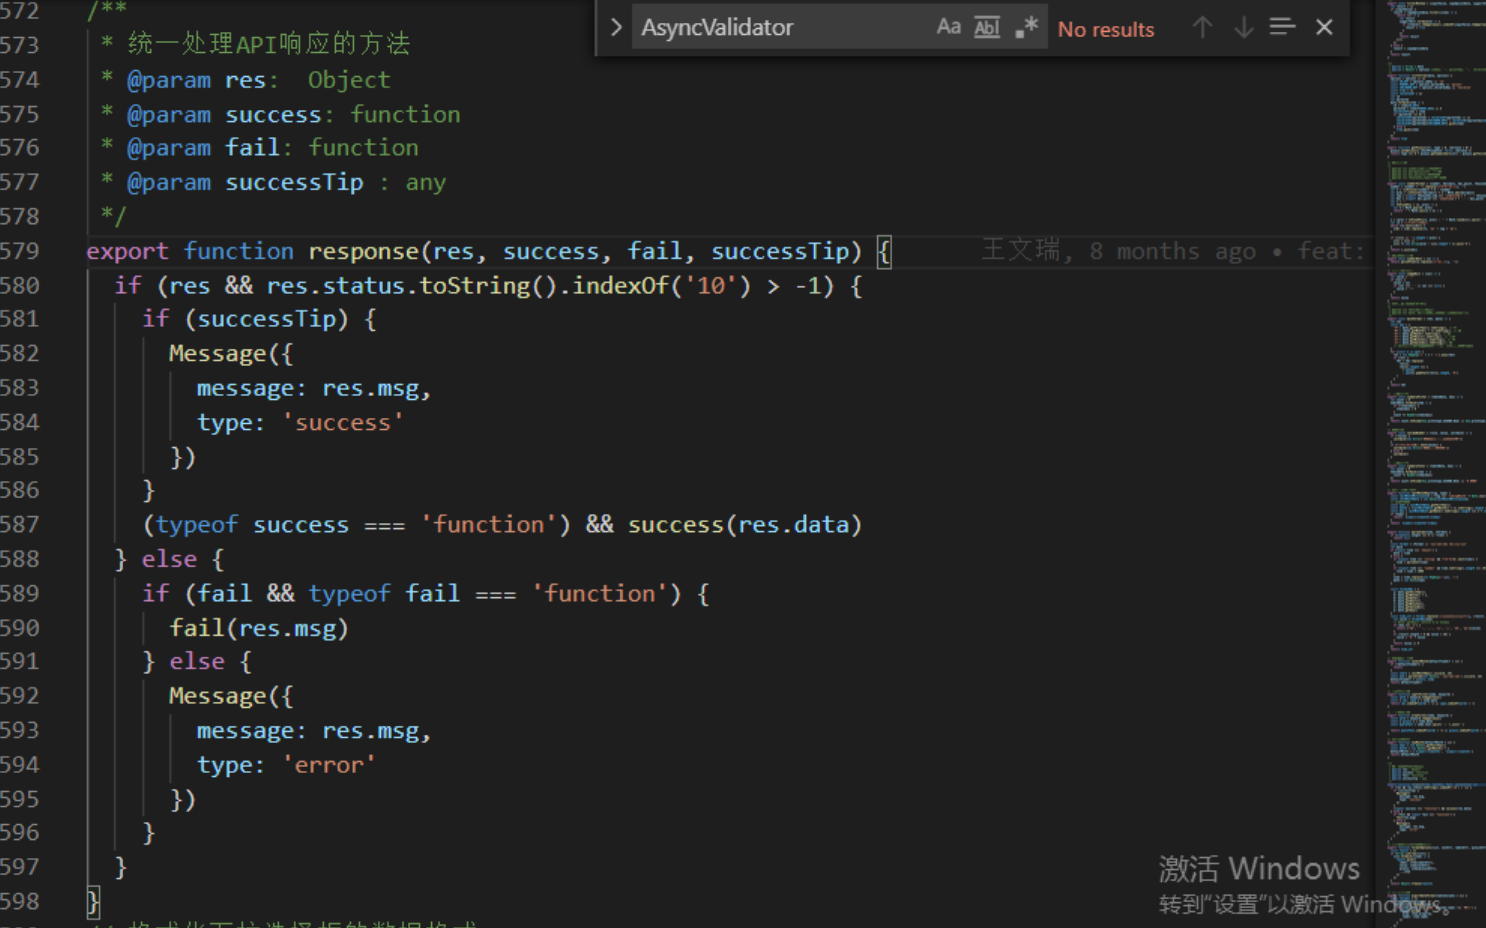 AsyncValidator Aa Abl .* No results
572 /**
573 * 统一处理API响应的方法
574 * @param res: Object
575 * @param success: function
576 * @param fail: function
577 * @param successTip : any
578 */
579 export function response(res, success, fail, successTip) { 王文瑞, 8 months ago • feat:
580 if (res && res.status.toString().indexOf('10') > -1) {
581 if (successTip) {
582 Message({
583 message: res.msg,
584 type: 'success'
585 })
586 }
587 (typeof success === 'function') && success(res.data)
588 } else {
589 if (fail && typeof fail === 'function') {
590 fail(res.msg)
591 } else {
592 Message({
593 message: res.msg,
594 type: 'error'
595 })
596 }
597 }
598 }
激活 Windows
转到“设置”以激活 Windows。